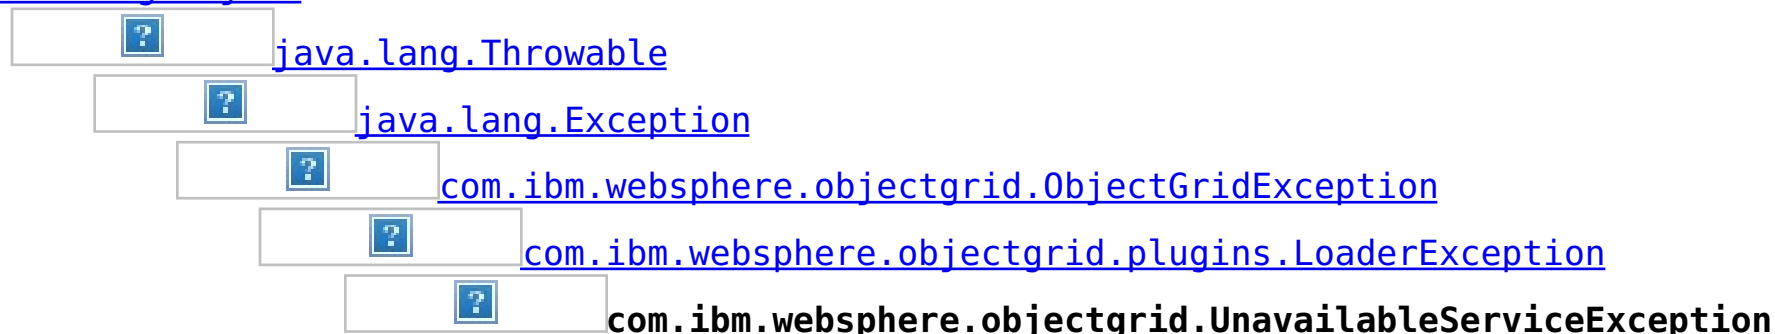 java.lang.Throwable
java.lang.Exception
com.ibm.websphere.objectgrid.ObjectGridException
com.ibm.websphere.objectgrid.plugins.LoaderException
com.ibm.websphere.objectgrid.UnavailableServiceException